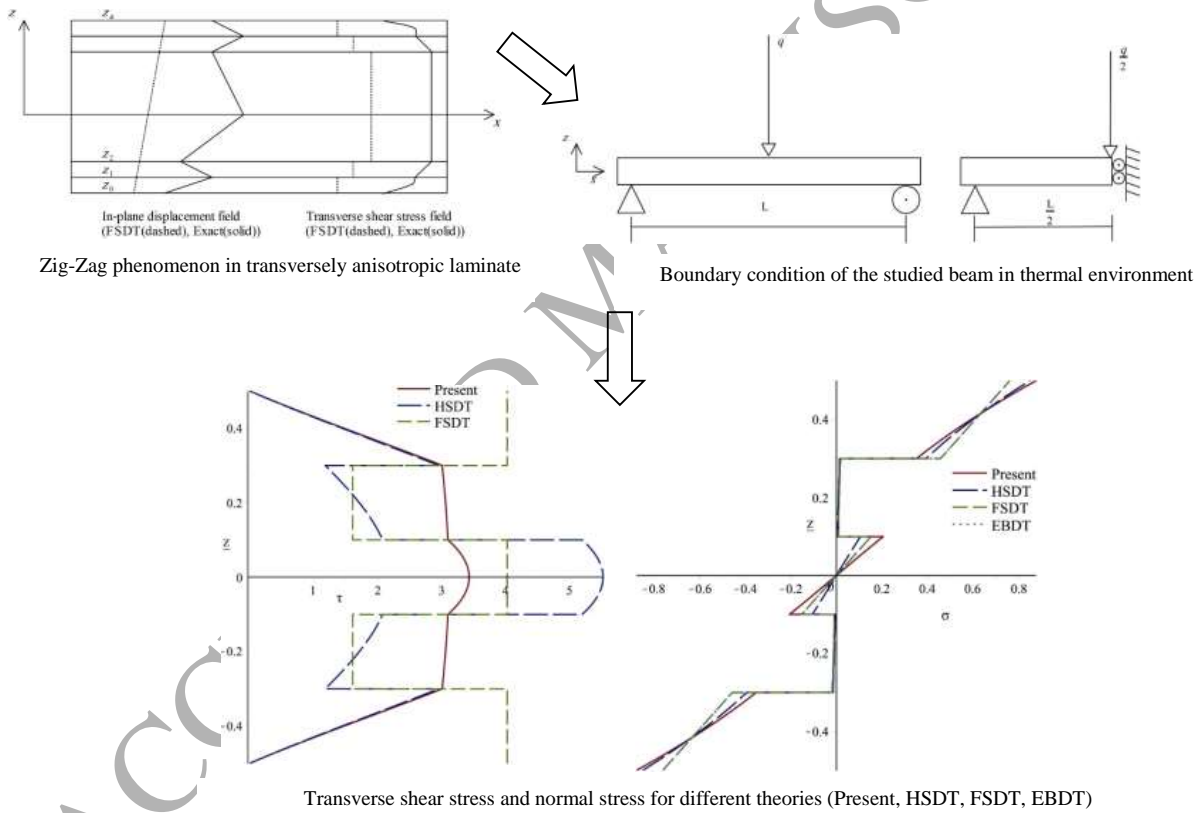 z
z₄
x
z₂
z₁
z₀
In-plane displacement field
(FSDT(dashed), Exact(solid))
Transverse shear stress field
(FSDT(dashed), Exact(solid))
Zig-Zag phenomenon in transversely anisotropic laminate
q
q/2
z
x
L
L/2
Boundary condition of the studied beam in thermal environment
Present
HSDT
FSDT
0.4
0.2
z
0
-0.2
-0.4
1 τ 2 3 4 5
Present
HSDT
FSDT
EBDT
0.4
0.2
z
-0.8 -0.6 -0.4 -0.2 0 0.2 0.4 0.6 0.8
σ
-0.2
-0.4
Transverse shear stress and normal stress for different theories (Present, HSDT, FSDT, EBDT)